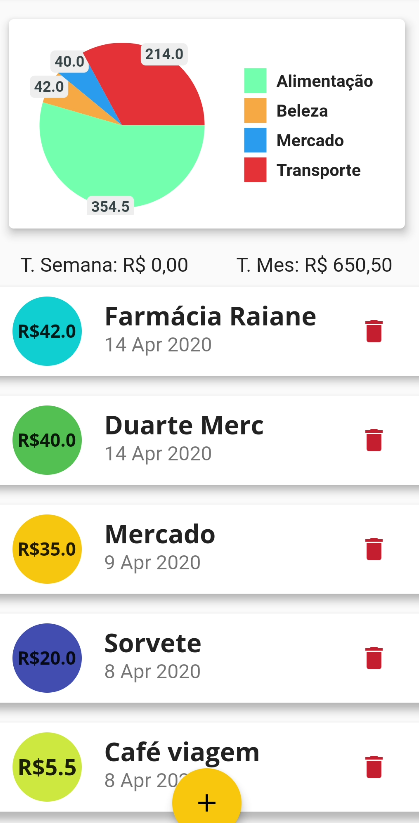 214.0
40.0
42.0
354.5
Alimentação
Beleza
Mercado
Transporte
T. Semana: R$ 0,00 T. Mes: R$ 650,50
R$42.0
Farmácia Raiane
14 Apr 2020
R$40.0
Duarte Merc
14 Apr 2020
R$35.0
Mercado
9 Apr 2020
R$20.0
Sorvete
8 Apr 2020
R$5.5
Café viagem
8 Apr 20
+